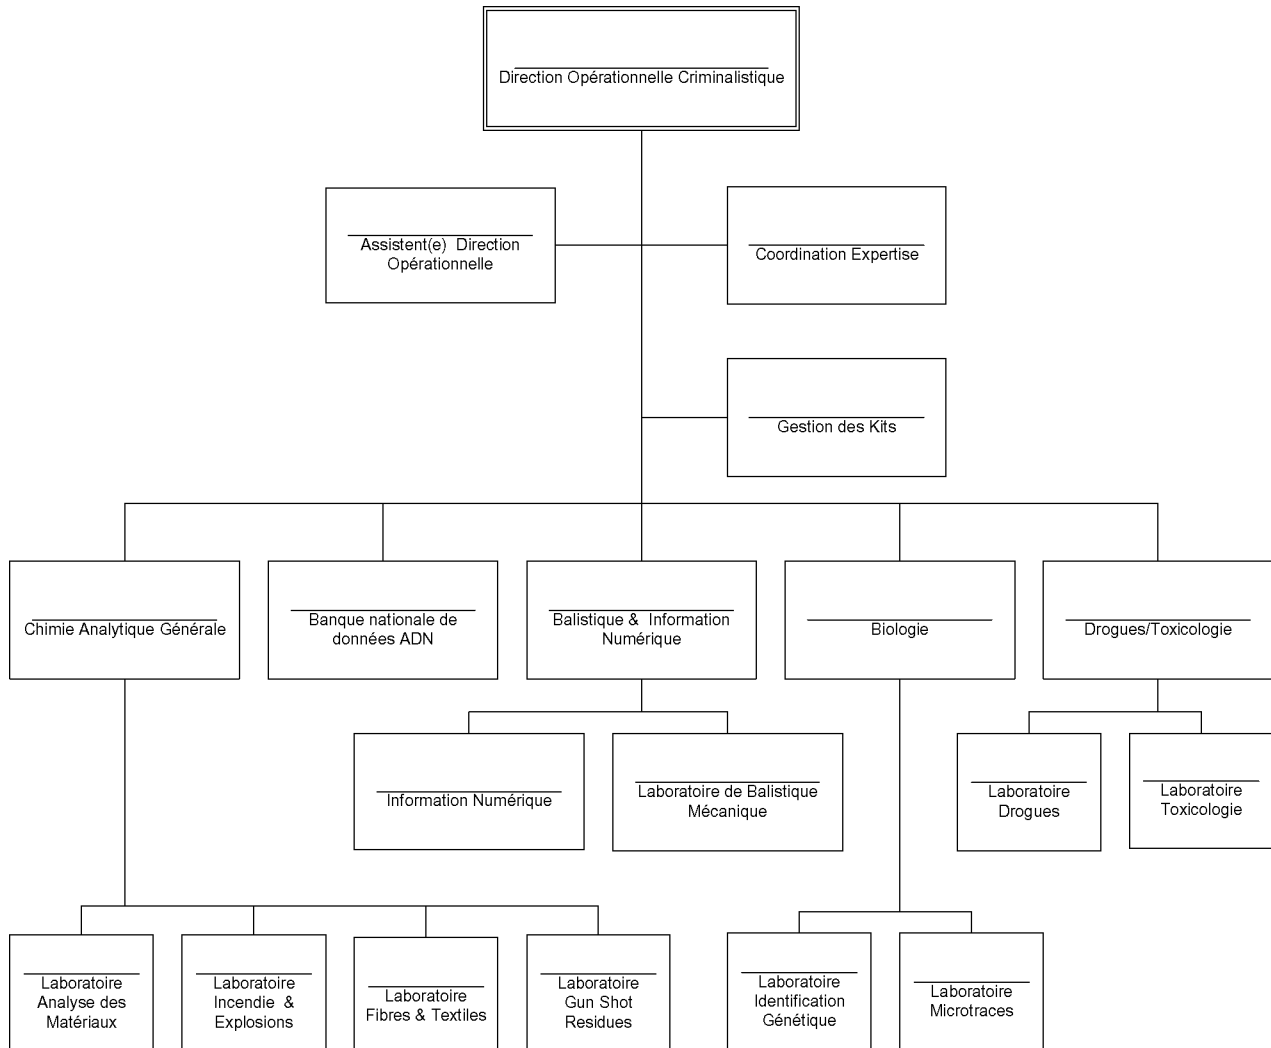 Direction Opérationnelle Criminalistique
Assistent(e) Direction
Opérationnelle
Coordination Expertise
Gestion des Kits
Chimie Analytique Générale
Banque nationale de
données ADN
Balistique & Information
Numérique
Biologie
Drogues/Toxicologie
Information Numérique
Laboratoire de Balistique
Mécanique
Laboratoire
Drogues
Laboratoire
Toxicologie
Laboratoire
Analyse des
Matériaux
Laboratoire
Incendie &
Explosions
Laboratoire
Fibres & Textiles
Laboratoire
Gun Shot
Residues
Laboratoire
Identification
Génétique
Laboratoire
Microtraces